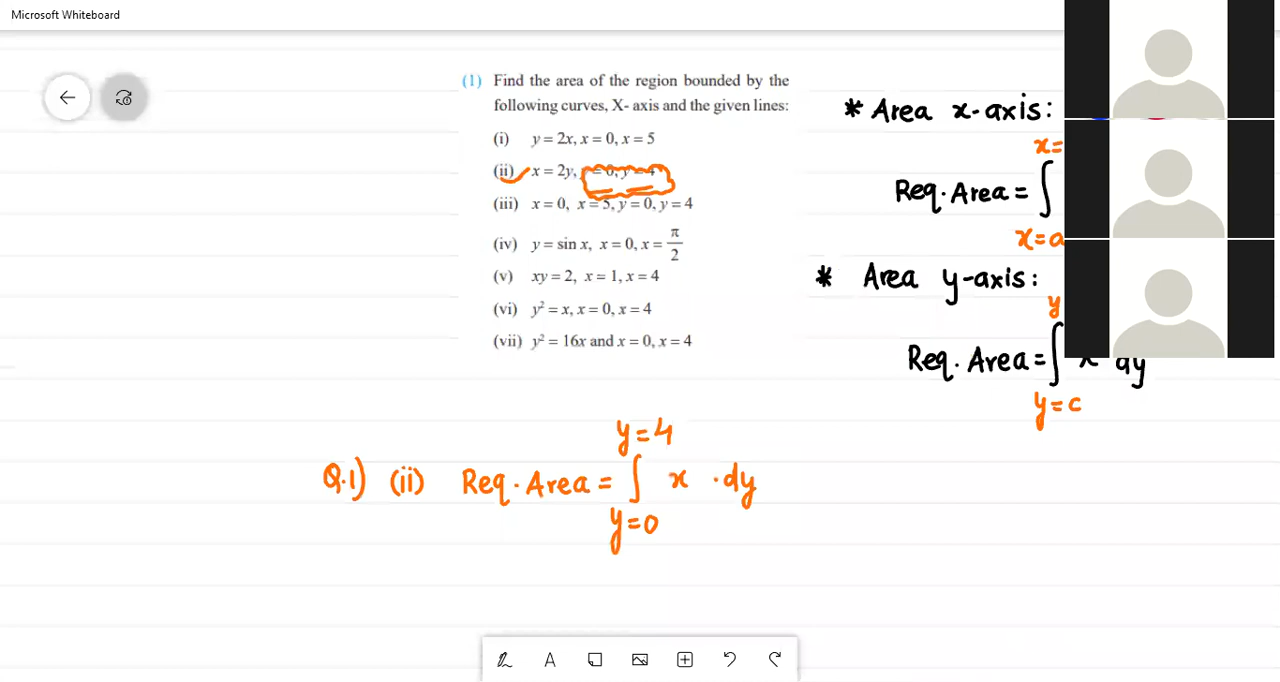 Microsoft Whiteboard
(1) Find the area of the region bounded by the
following curves, X- axis and the given lines:
(i) y = 2x, x = 0, x = 5
(ii) x = 2y, = 0, y = 4
(iii) x = 0, x = 5, y = 0, y = 4
(iv) y = sin x, x = 0, x = π/2
(v) xy = 2, x = 1, x = 4
(vi) y² = x, x = 0, x = 4
(vii) y² = 16x and x = 0, x = 4
* Area x-axis:
x=
Req. Area = ∫
x=a
* Area y-axis:
y
Req. Area = ∫ x dy
y=c
y=4
Q.1) (ii) Req. Area = ∫ x .dy
y=0
A